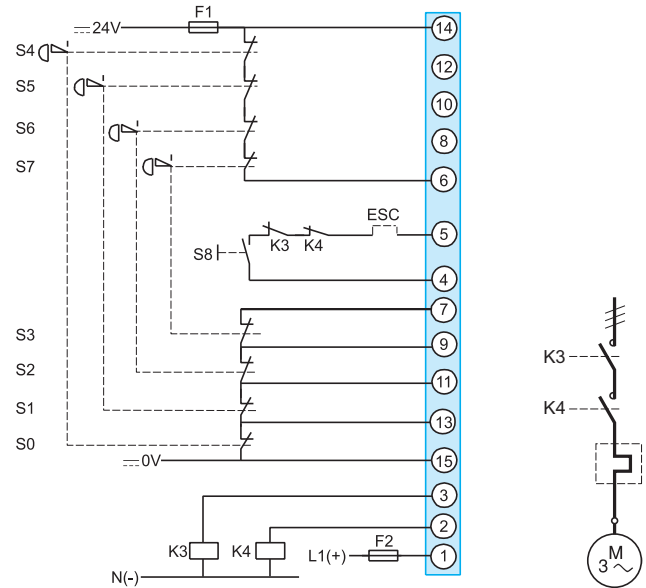 F1
24V
14
S4
12
S5
10
S6
8
S7
6
ESC
5
S8
K3
K4
4
7
S3
9
S2
11
S1
13
S0
0V
15
3
2
K3
K4
L1(+)
F2
1
N(-)
K3
K4
M
3